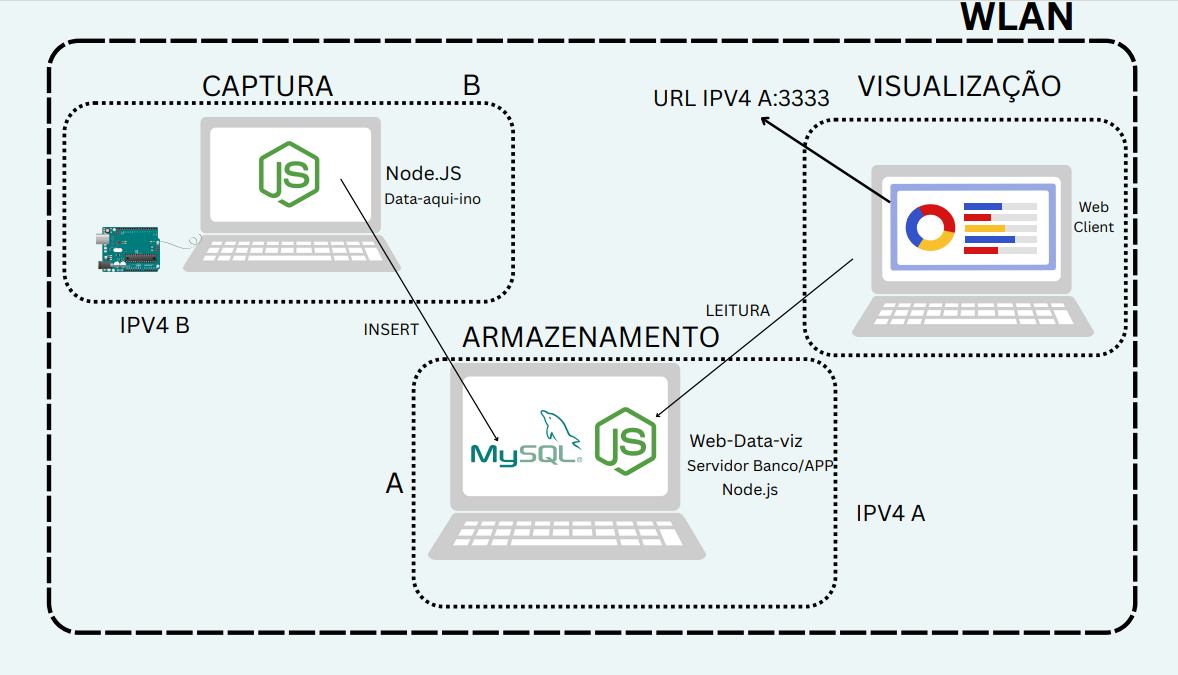 WLAN
CAPTURA
B
VISUALIZAÇÃO
URL IPV4 A:3333
JS
Node.JS
Data-aqui-ino
Web
Client
IPV4 B
INSERT
LEITURA
ARMAZENAMENTO
MySQL®
JS
Web-Data-viz
Servidor Banco/APP
Node.js
A
IPV4 A